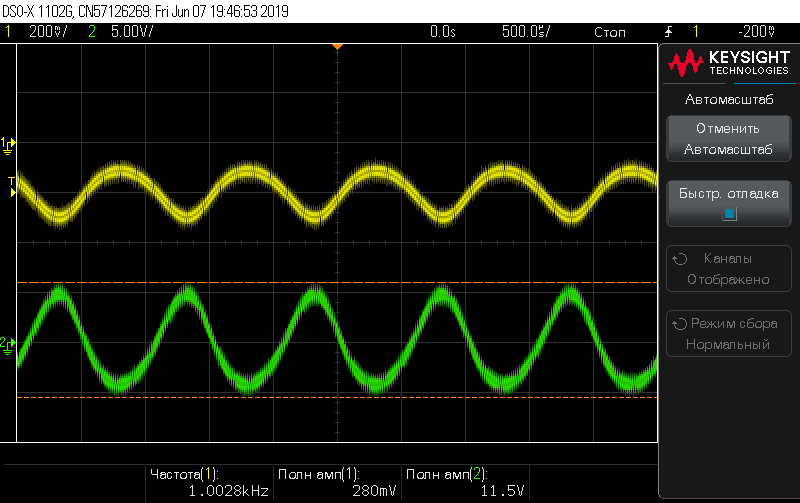 DSO-X 1102G, CN57126269: Fri Jun 07 19:46:53 2019
1 200mV/ 2 5.00V/ 0.0s 500.0us/ Стоп 1 -200mV
KEYSIGHT
TECHNOLOGIES
Автомасштаб
Отменить
Автомасштаб
Быстр. отладка
Каналы
Отображено
Режим сбора
Нормальный
1
T
2
Частота(1):
1.0028kHz
Полн амп(1):
280mV
Полн амп(2):
11.5V